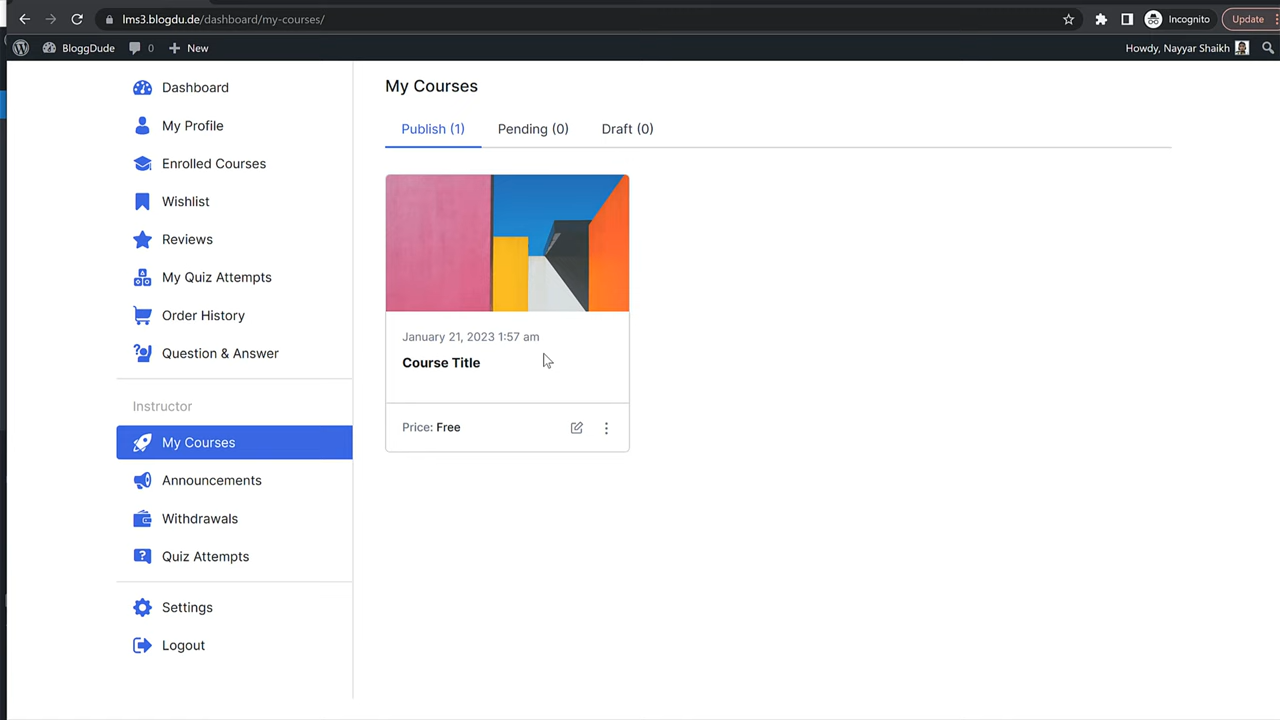 lms3.blogdu.de/dashboard/my-courses/
Incognito
Update
BloggDude
0
New
Howdy, Nayyar Shaikh
Dashboard
My Profile
Enrolled Courses
Wishlist
Reviews
My Quiz Attempts
Order History
Question & Answer
Instructor
My Courses
Announcements
Withdrawals
Quiz Attempts
Settings
Logout
My Courses
Publish (1)
Pending (0)
Draft (0)
January 21, 2023 1:57 am
Course Title
Price: Free